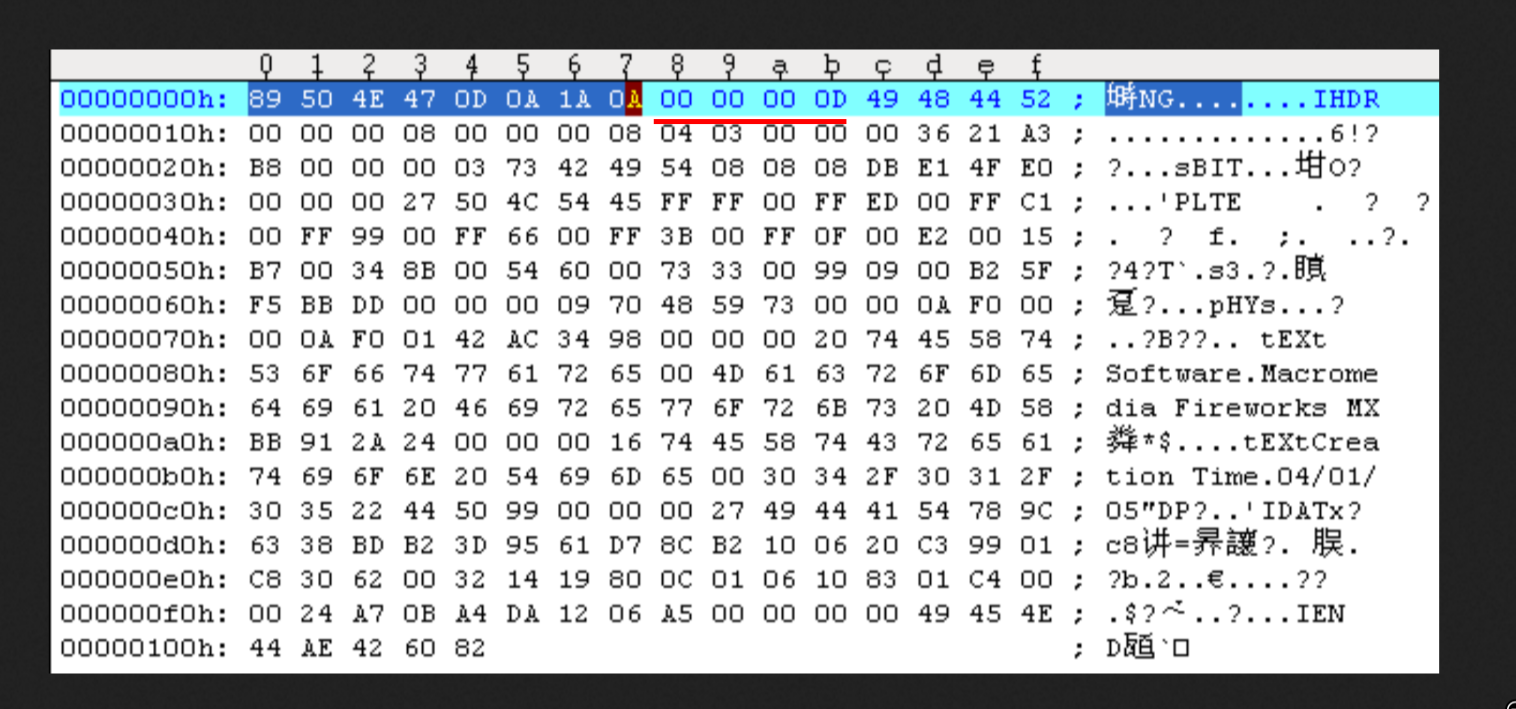 0 1 2 3 4 5 6 7 8 9 a b c d e f
00000000h: 89 50 4E 47 0D 0A 1A 0A 00 00 00 0D 49 48 44 52 ; 塒NG........IHDR
00000010h: 00 00 00 08 00 00 00 08 04 03 00 00 00 36 21 A3 ; .............6!?
00000020h: B8 00 00 00 03 73 42 49 54 08 08 08 DB E1 4F E0 ; ?...sBIT...坩O?
00000030h: 00 00 00 27 50 4C 54 45 FF FF 00 FF ED 00 FF C1 ; ...'PLTE . ? ?
00000040h: 00 FF 99 00 FF 66 00 FF 3B 00 FF 0F 00 E2 00 15 ; . ? f. ;. ..?.
00000050h: B7 00 34 8B 00 54 60 00 73 33 00 99 09 00 B2 5F ; ?4?T`.s3.?.瞋
00000060h: F5 BB DD 00 00 00 09 70 48 59 73 00 00 0A F0 00 ; 趸?...pHYs...?
00000070h: 00 0A F0 01 42 AC 34 98 00 00 00 20 74 45 58 74 ; ..?B??.. tEXt
00000080h: 53 6F 66 74 77 61 72 65 00 4D 61 63 72 6F 6D 65 ; Software.Macrome
00000090h: 64 69 61 20 46 69 72 65 77 6F 72 6B 73 20 4D 58 ; dia Fireworks MX
000000a0h: BB 91 2A 24 00 00 00 16 74 45 58 74 43 72 65 61 ; *$....tEXtCrea
000000b0h: 74 69 6F 6E 20 54 69 6D 65 00 30 34 2F 30 31 2F ; tion Time.04/01/
000000c0h: 30 35 22 44 50 99 00 00 00 27 49 44 41 54 78 9C ; 05"DP?..'IDATx?
000000d0h: 63 38 BD B2 3D 95 61 D7 8C B2 10 06 20 C3 99 01 ; c8讲=?. .
000000e0h: C8 30 62 00 32 14 19 80 0C 01 06 10 83 01 C4 00 ; ?b.2..€....??
000000f0h: 00 24 A7 0B A4 DA 12 06 A5 00 00 00 00 49 45 4E ; .$?..?...IEN
00000100h: 44 AE 42 60 82 ; D`